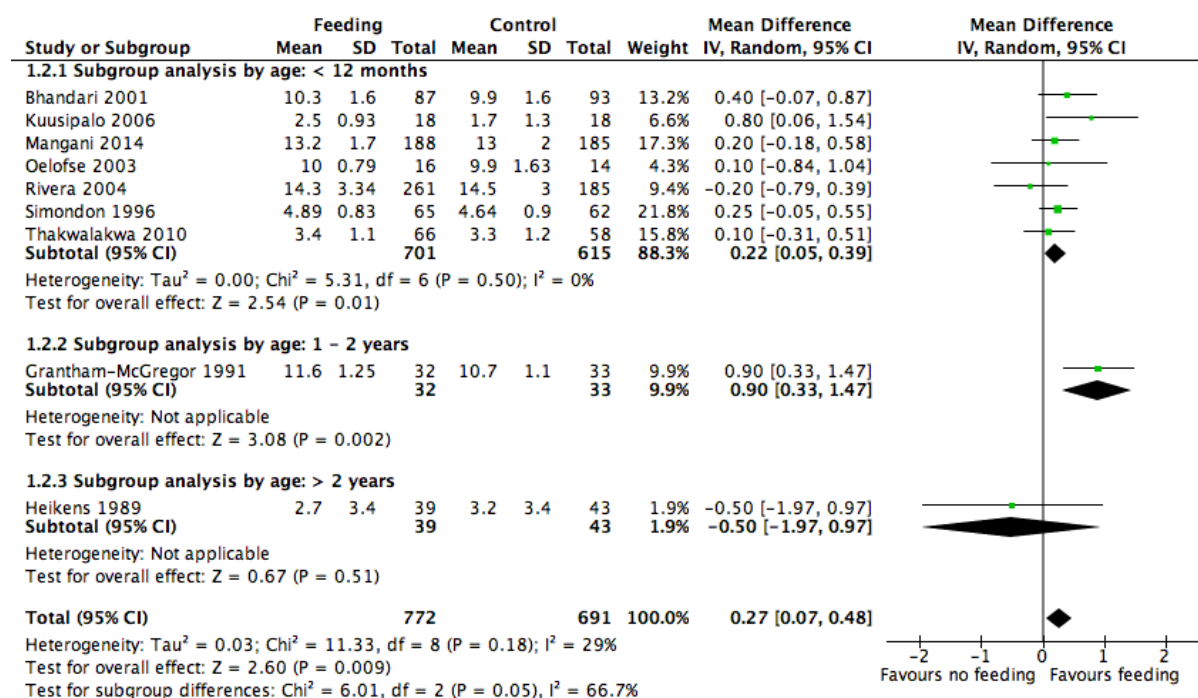 Feeding Control Mean Difference Mean Difference
Study or Subgroup Mean SD Total Mean SD Total Weight IV, Random, 95% CI IV, Random, 95% CI
1.2.1 Subgroup analysis by age: < 12 months
Bhandari 2001 10.3 1.6 87 9.9 1.6 93 13.2% 0.40 [-0.07, 0.87]
Kuusipalo 2006 2.5 0.93 18 1.7 1.3 18 6.6% 0.80 [0.06, 1.54]
Mangani 2014 13.2 1.7 188 13 2 185 17.3% 0.20 [-0.18, 0.58]
Oelofse 2003 10 0.79 16 9.9 1.63 14 4.3% 0.10 [-0.84, 1.04]
Rivera 2004 14.3 3.34 261 14.5 3 185 9.4% -0.20 [-0.79, 0.39]
Simondon 1996 4.89 0.83 65 4.64 0.9 62 21.8% 0.25 [-0.05, 0.55]
Thakwalakwa 2010 3.4 1.1 66 3.3 1.2 58 15.8% 0.10 [-0.31, 0.51]
Subtotal (95% CI) 701 615 88.3% 0.22 [0.05, 0.39]
Heterogeneity: Tau² = 0.00; Chi² = 5.31, df = 6 (P = 0.50); I² = 0%
Test for overall effect: Z = 2.54 (P = 0.01)
1.2.2 Subgroup analysis by age: 1 – 2 years
Grantham-McGregor 1991 11.6 1.25 32 10.7 1.1 33 9.9% 0.90 [0.33, 1.47]
Subtotal (95% CI) 32 33 9.9% 0.90 [0.33, 1.47]
Heterogeneity: Not applicable
Test for overall effect: Z = 3.08 (P = 0.002)
1.2.3 Subgroup analysis by age: > 2 years
Heikens 1989 2.7 3.4 39 3.2 3.4 43 1.9% -0.50 [-1.97, 0.97]
Subtotal (95% CI) 39 43 1.9% -0.50 [-1.97, 0.97]
Heterogeneity: Not applicable
Test for overall effect: Z = 0.67 (P = 0.51)
Total (95% CI) 772 691 100.0% 0.27 [0.07, 0.48]
Heterogeneity: Tau² = 0.03; Chi² = 11.33, df = 8 (P = 0.18); I² = 29%
Test for overall effect: Z = 2.60 (P = 0.009)
Test for subgroup differences: Chi² = 6.01, df = 2 (P = 0.05), I² = 66.7%
-2 -1 0 1 2
Favours no feeding Favours feeding